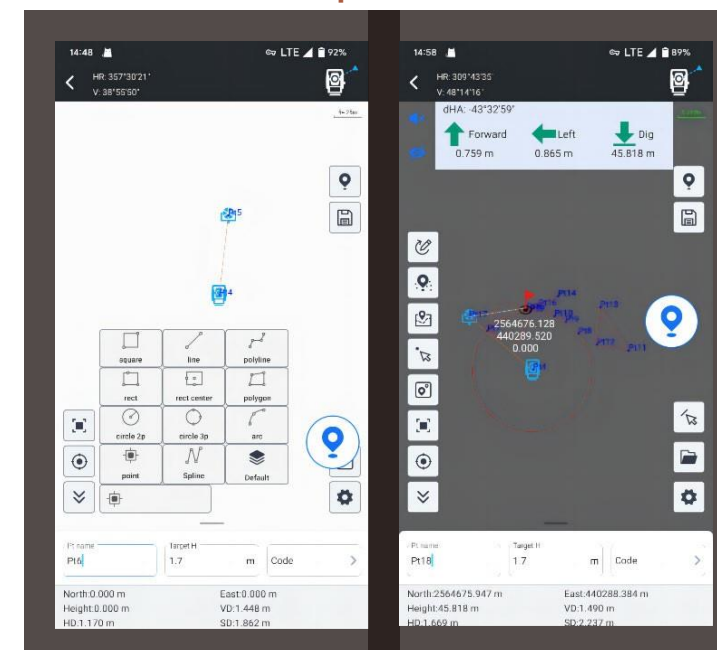 14:48
LTE 92%
HR: 357°30'21"
V: 38°55'50"
Pt5
Pt4
square line polyline
rect rect center polygon
circle 2p circle 3p arc
point Spline Default
Pt name
Pt6
Target H
1.7 m
Code
North:0.000 m East:0.000 m
Height:0.000 m VD:1.448 m
HD:1.170 m SD:1.862 m
14:58
LTE 89%
HR: 309°43'35"
V: 48°14'16"
dHA: -43°32'59"
Forward Left Dig
0.759 m 0.865 m 45.818 m
Pt14
2564676.128
440289.520
0.000
Pt11
Pt name
Pt18
Target H
1.7 m
Code
North:2564675.947 m East:440288.384 m
Height:45.818 m VD:1.490 m
HD:1.669 m SD:2.237 m